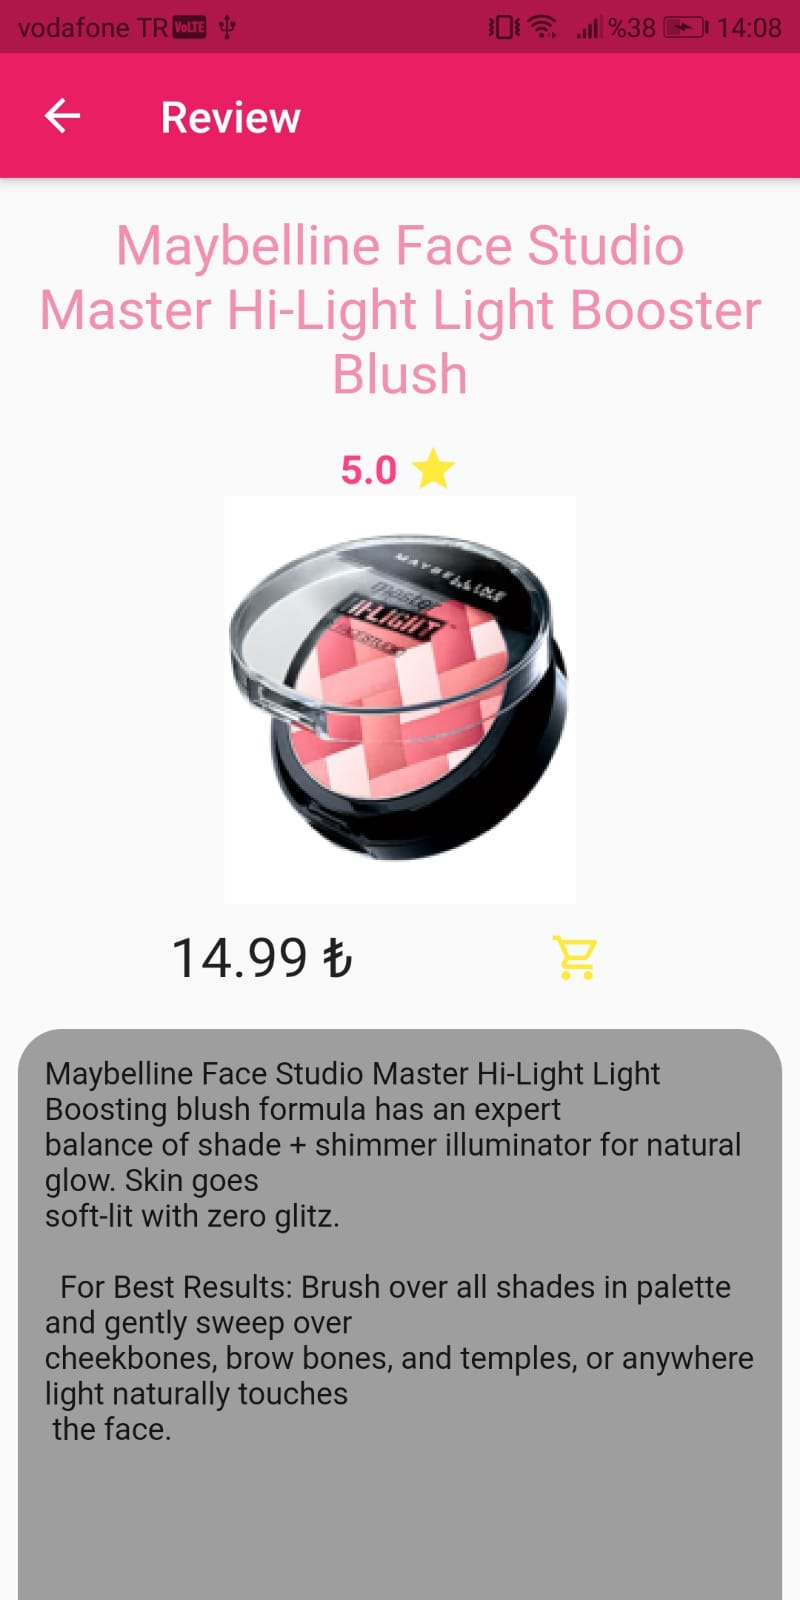 vodafone TR VoLTE %38 14:08
Review
Maybelline Face Studio
Master Hi-Light Light Booster
Blush
5.0
MAYBELLINE
master
HI-LIGHT
14.99 ₺
Maybelline Face Studio Master Hi-Light Light
Boosting blush formula has an expert
balance of shade + shimmer illuminator for natural
glow. Skin goes
soft-lit with zero glitz.
For Best Results: Brush over all shades in palette
and gently sweep over
cheekbones, brow bones, and temples, or anywhere
light naturally touches
the face.